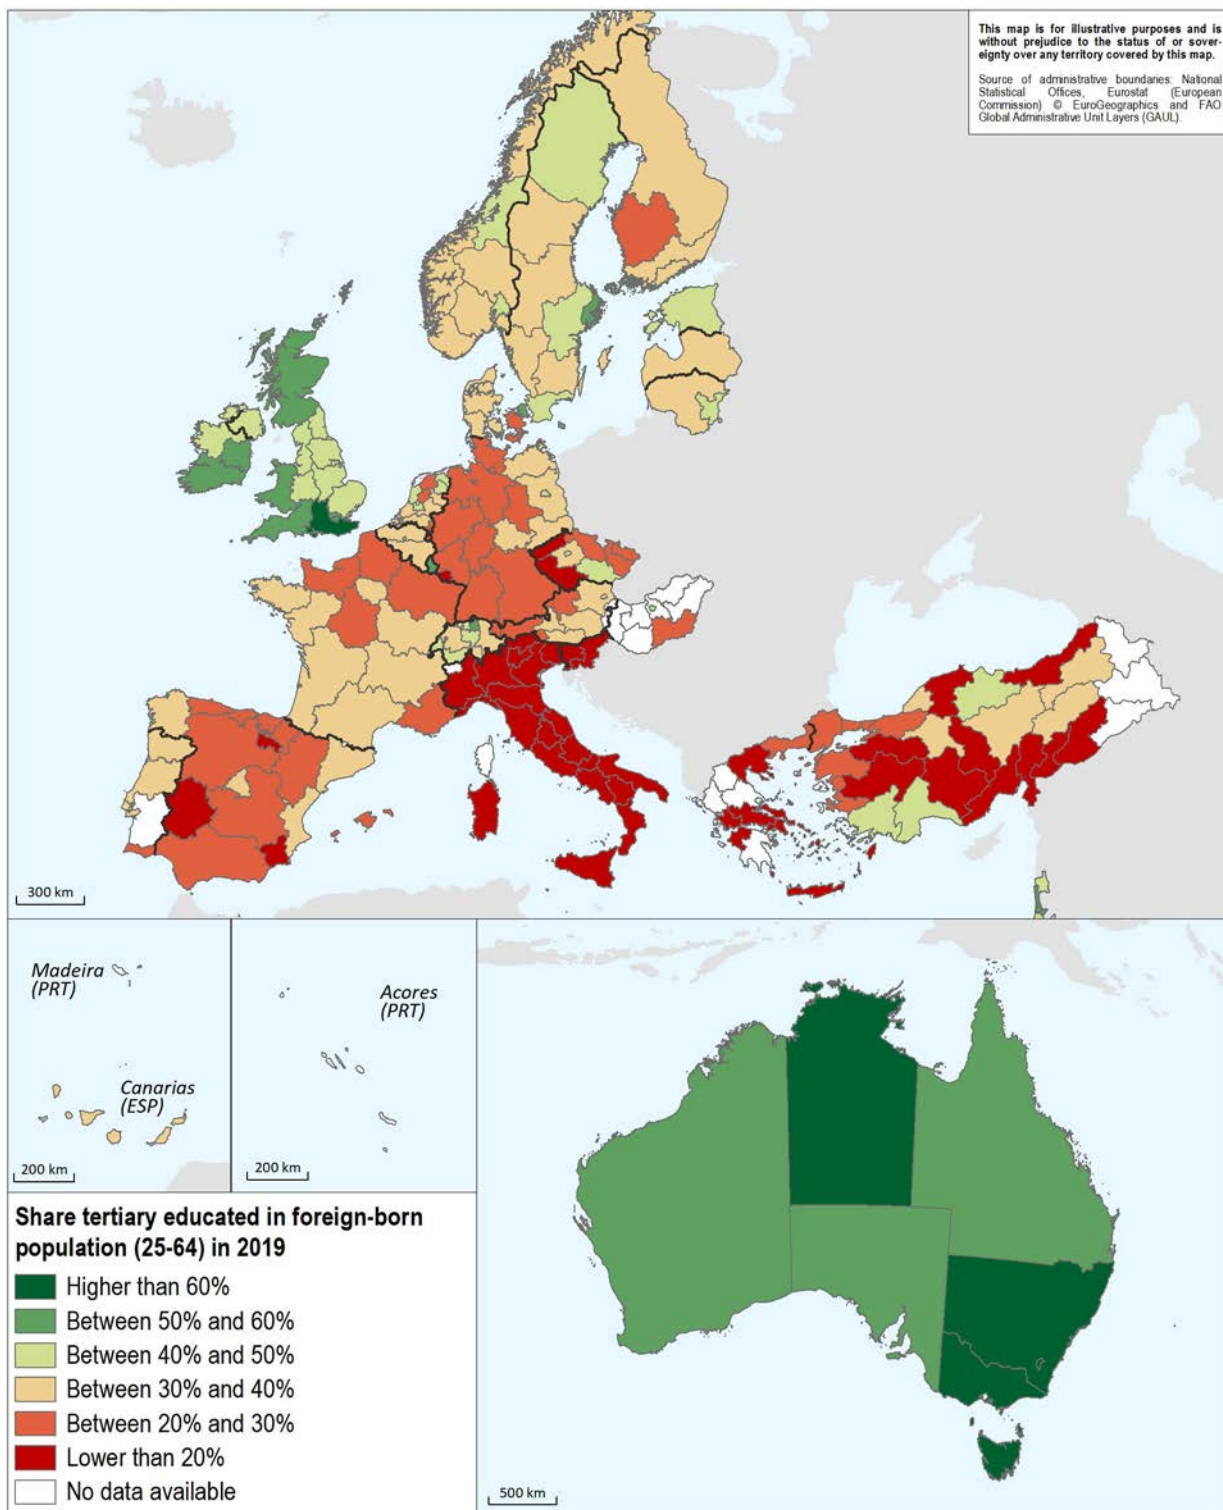 This map is for illustrative purposes and is
without prejudice to the status of or sover-
eignty over any territory covered by this map.
Source of administrative boundaries: National
Statistical Offices, Eurostat (European
Commission) © EuroGeographics and FAO
Global Administrative Unit Layers (GAUL).
300 km
Madeira
(PRT)
Canarias
(ESP)
200 km
Acores
(PRT)
200 km
Share tertiary educated in foreign-born
population (25-64) in 2019
Higher than 60%
Between 50% and 60%
Between 40% and 50%
Between 30% and 40%
Between 20% and 30%
Lower than 20%
No data available
500 km